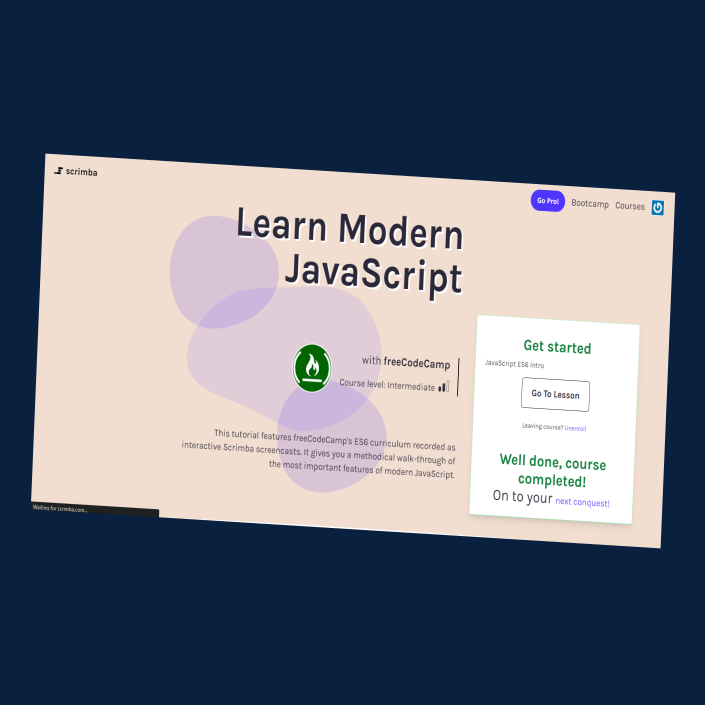 scrimba
Go Pro!
Bootcamp
Courses
Learn Modern
JavaScript
with freeCodeCamp
Course level: Intermediate
This tutorial features freeCodeCamp's ES6 curriculum recorded as
interactive Scrimba screencasts. It gives you a methodical walk-through of
the most important features of modern JavaScript.
Get started
JavaScript ES6 Intro
Go To Lesson
Leaving course? Unenroll
Well done, course
completed!
On to your next conquest!
Waiting for scrimba.com...